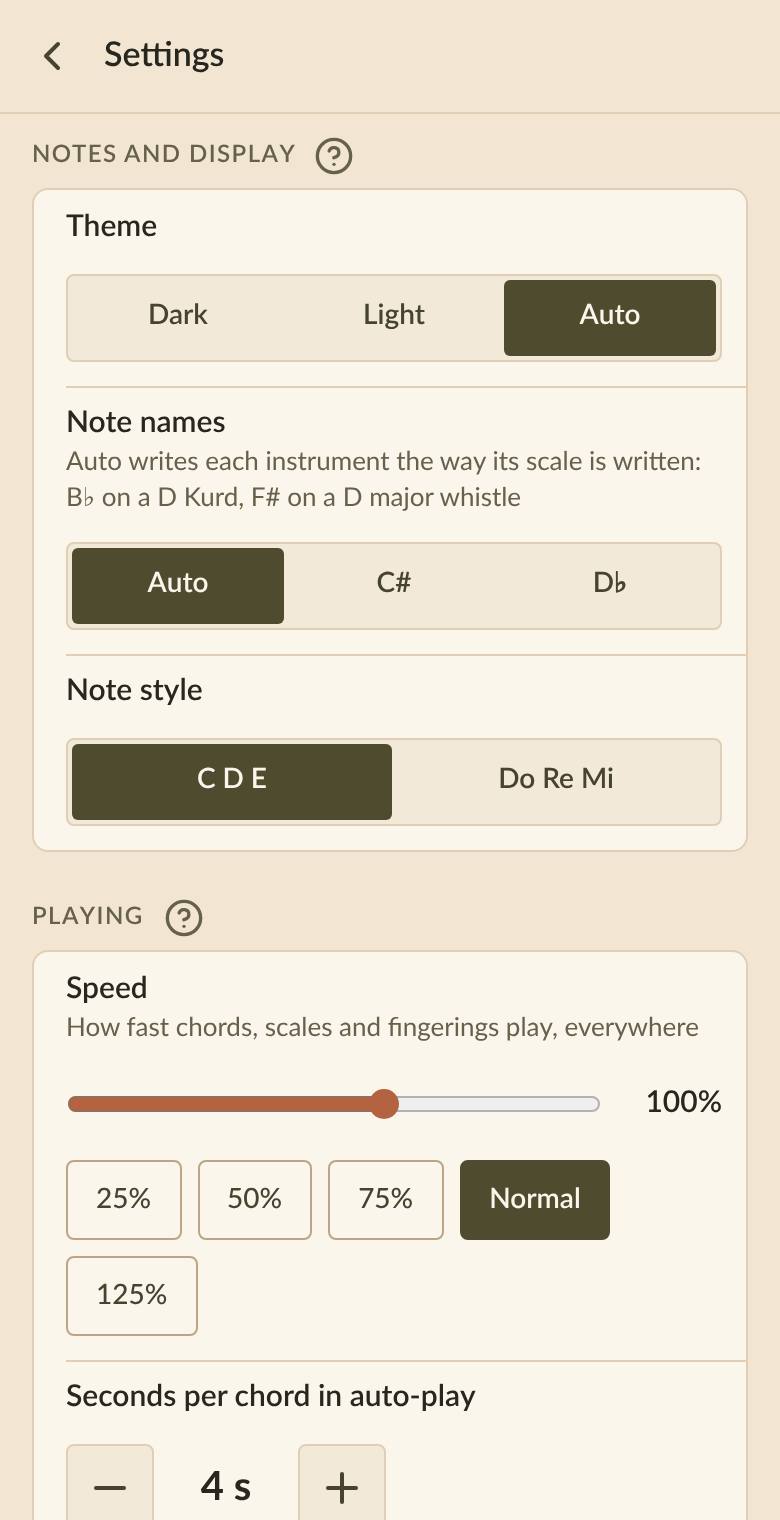 Settings
NOTES AND DISPLAY ?
Theme
Dark Light Auto
Note names
Auto writes each instrument the way its scale is written:
B♭ on a D Kurd, F# on a D major whistle
Auto C# D♭
Note style
C D E Do Re Mi
PLAYING ?
Speed
How fast chords, scales and fingerings play, everywhere
100%
25% 50% 75% Normal
125%
Seconds per chord in auto-play
− 4 s +